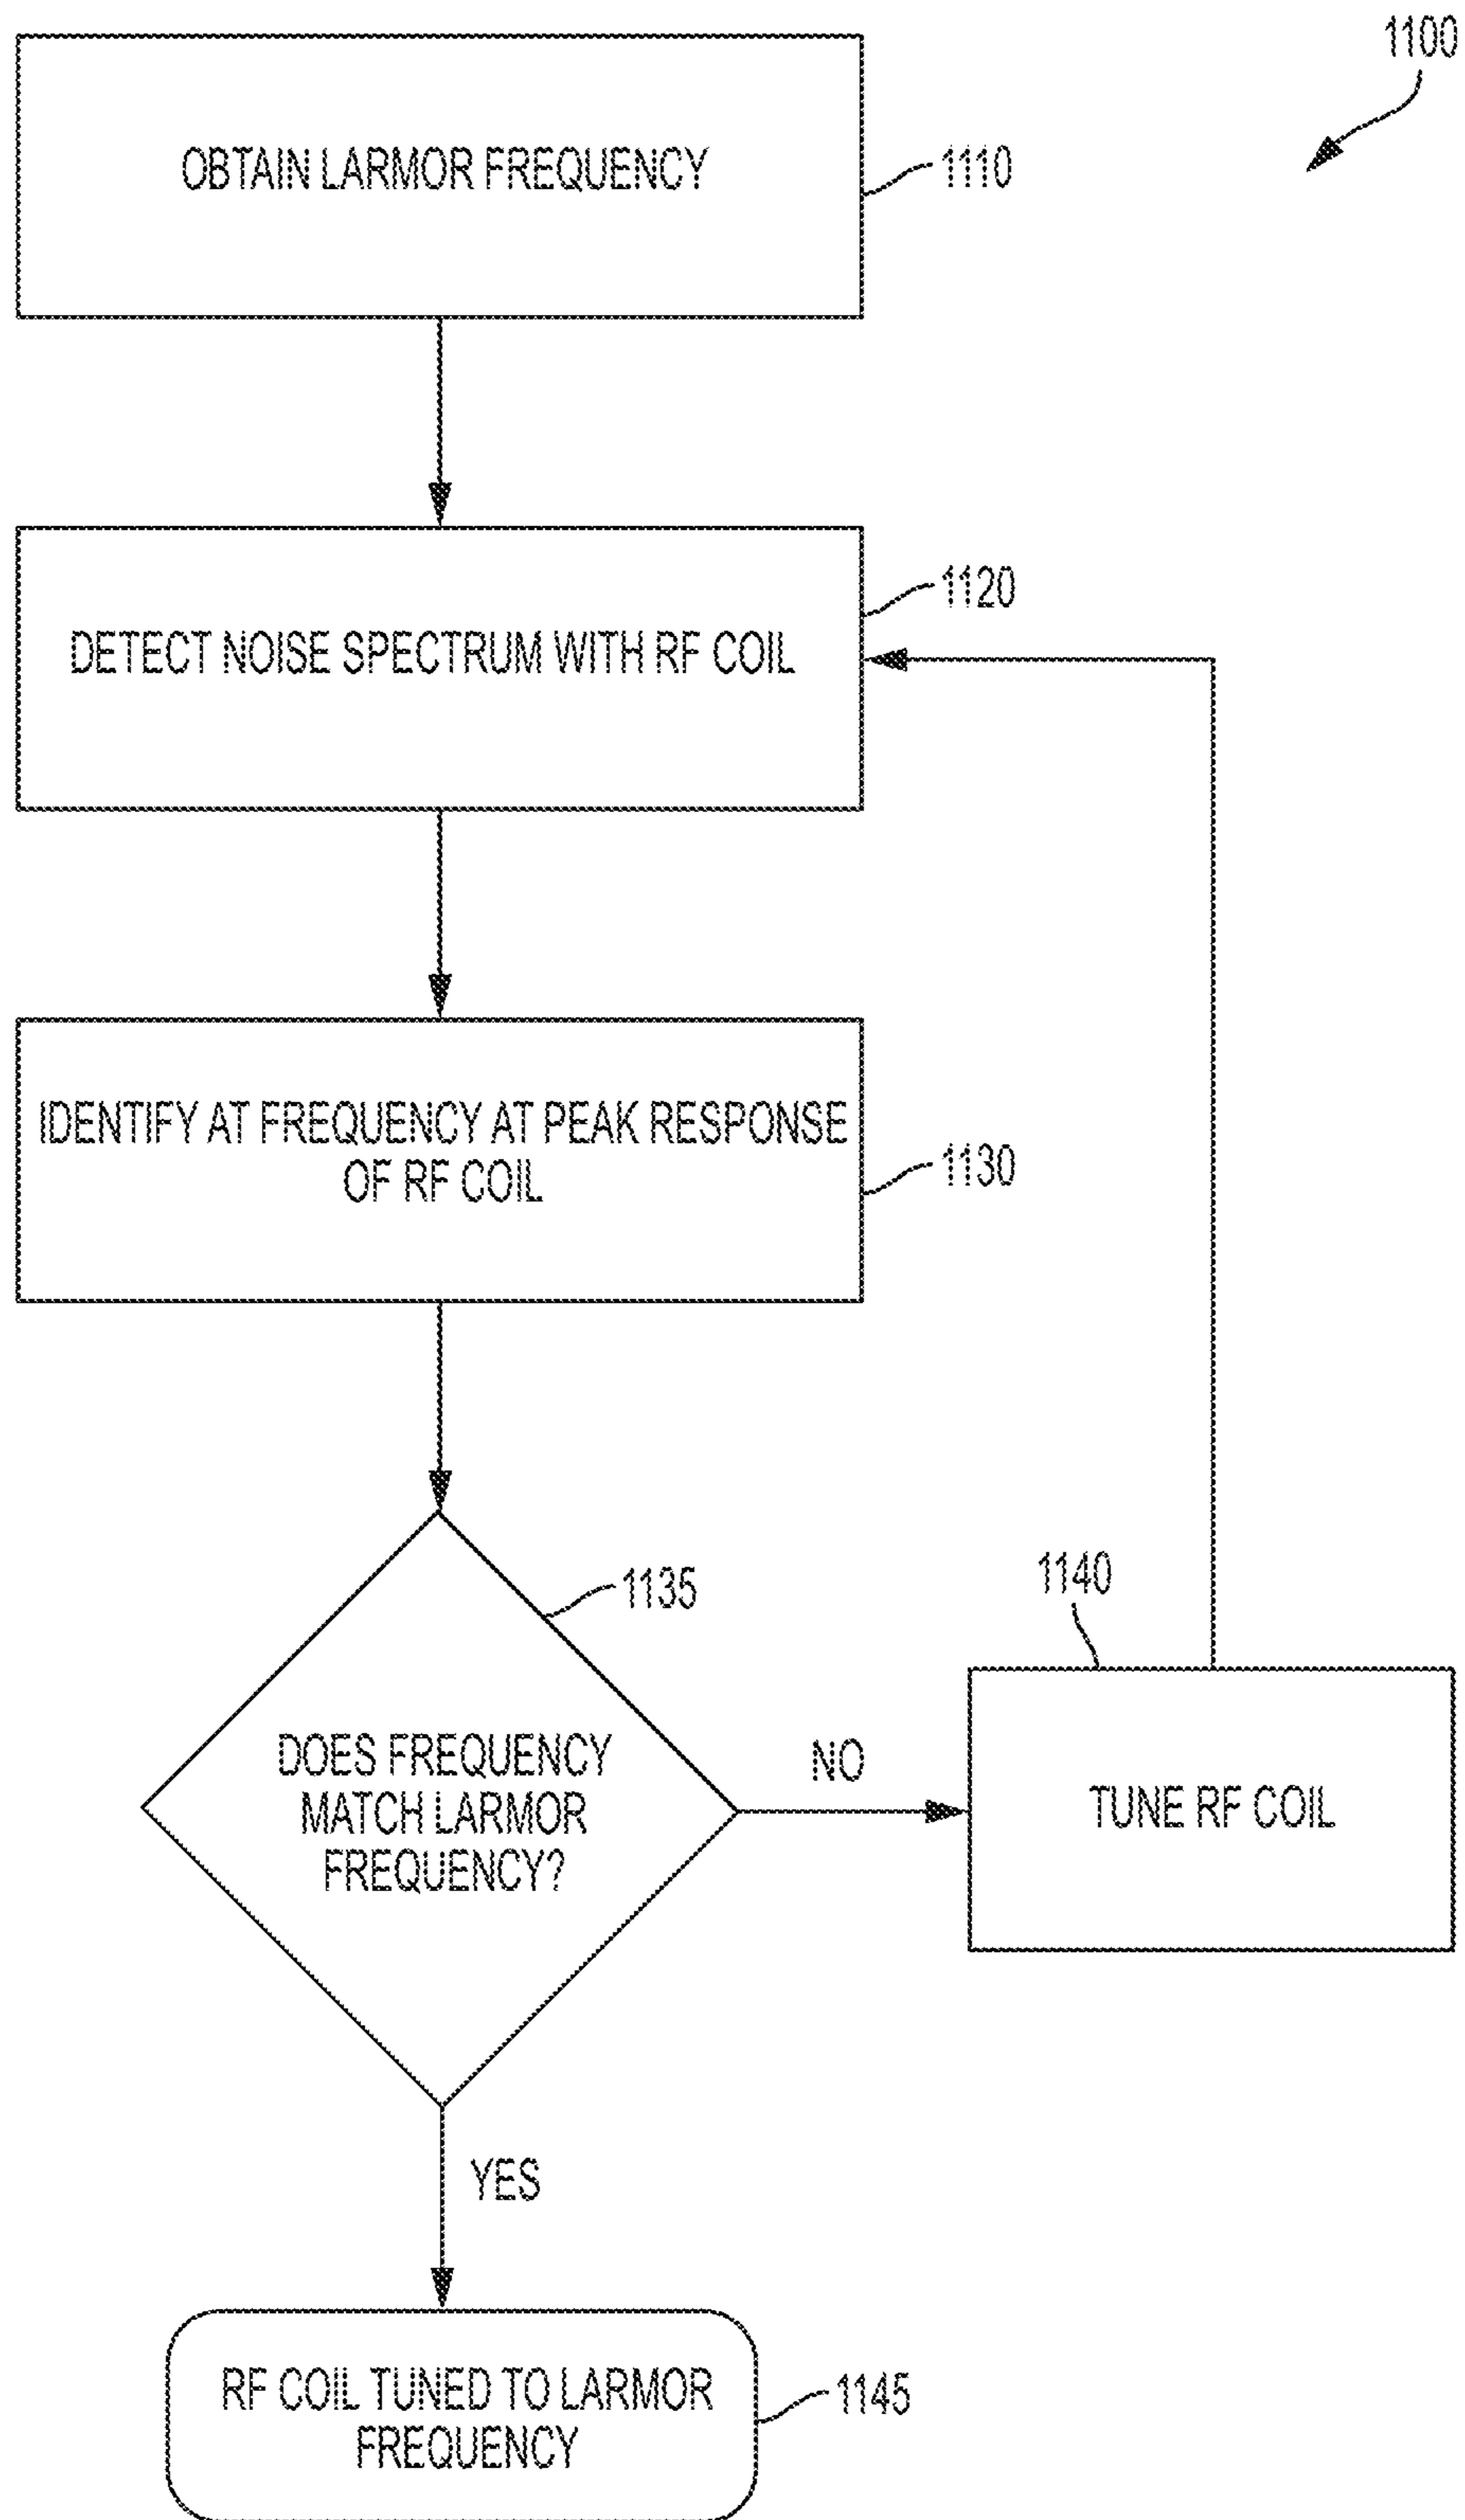 1100
OBTAIN LARMOR FREQUENCY
1110
1120
DETECT NOISE SPECTRUM WITH RF COIL
IDENTIFY AT FREQUENCY AT PEAK RESPONSE
OF RF COIL
1130
1135
1140
DOES FREQUENCY
MATCH LARMOR
FREQUENCY?
NO
TUNE RF COIL
YES
RF COIL TUNED TO LARMOR
FREQUENCY
1145